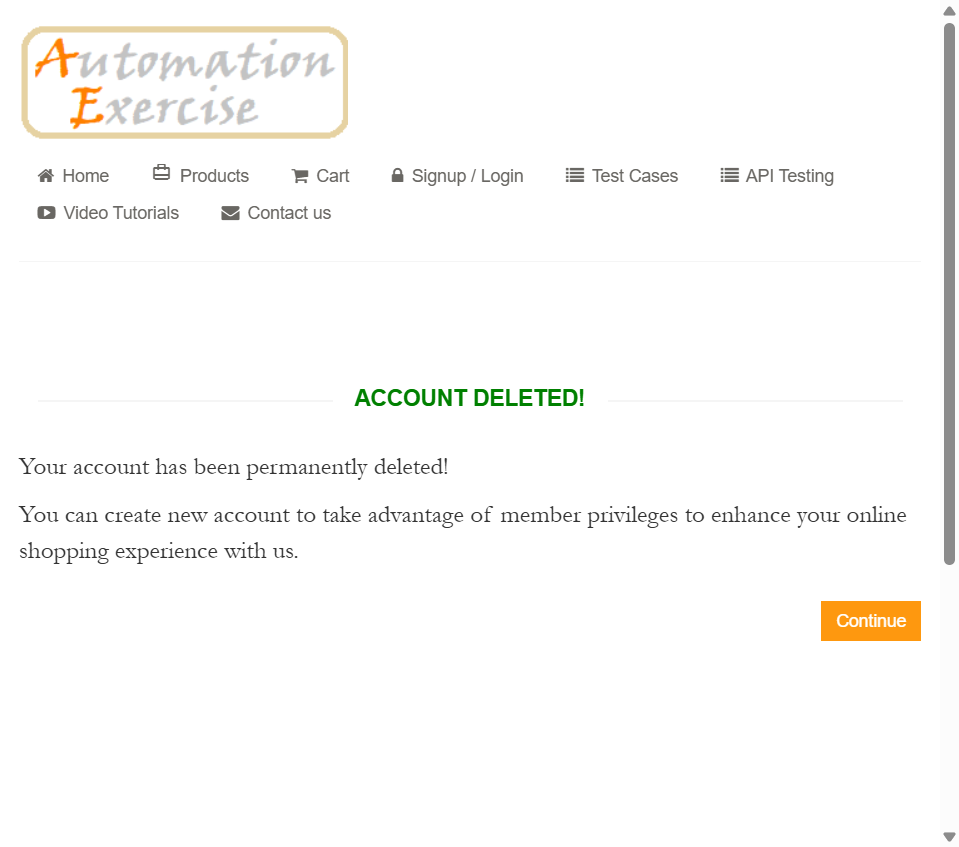 Automation
Exercise
Home Products Cart Signup / Login Test Cases API Testing
Video Tutorials Contact us
ACCOUNT DELETED!
Your account has been permanently deleted!
You can create new account to take advantage of member privileges to enhance your online
shopping experience with us.
Continue